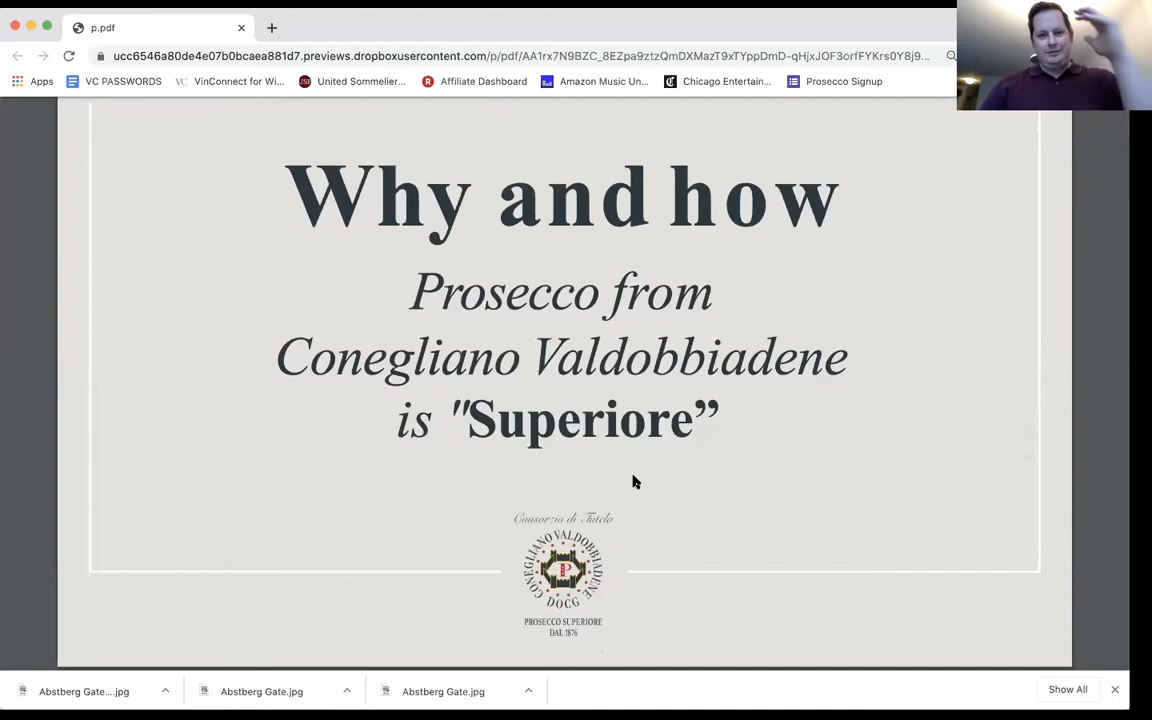 p.pdf
ucc6546a80de4e07b0bcaea881d7.previews.dropboxusercontent.com/p/pdf/AA1rx7N9BZC_8EZpa9ztzQmDXMazT9xTYppDmD-qHjxJOF3orfFYKrs0Y8j9...
Apps VC PASSWORDS VinConnect for Wi... United Sommelier... Affiliate Dashboard Amazon Music Un... Chicago Entertain... Prosecco Signup
Why and how
Prosecco from
Conegliano Valdobbiadene
is "Superiore”
Consorzio di Tutela
CONEGLIANO VALDOBBIADENE
P
DOCG
PROSECCO SUPERIORE
DAL 1876
Abstberg Gate....jpg Abstberg Gate.jpg Abstberg Gate.jpg Show All